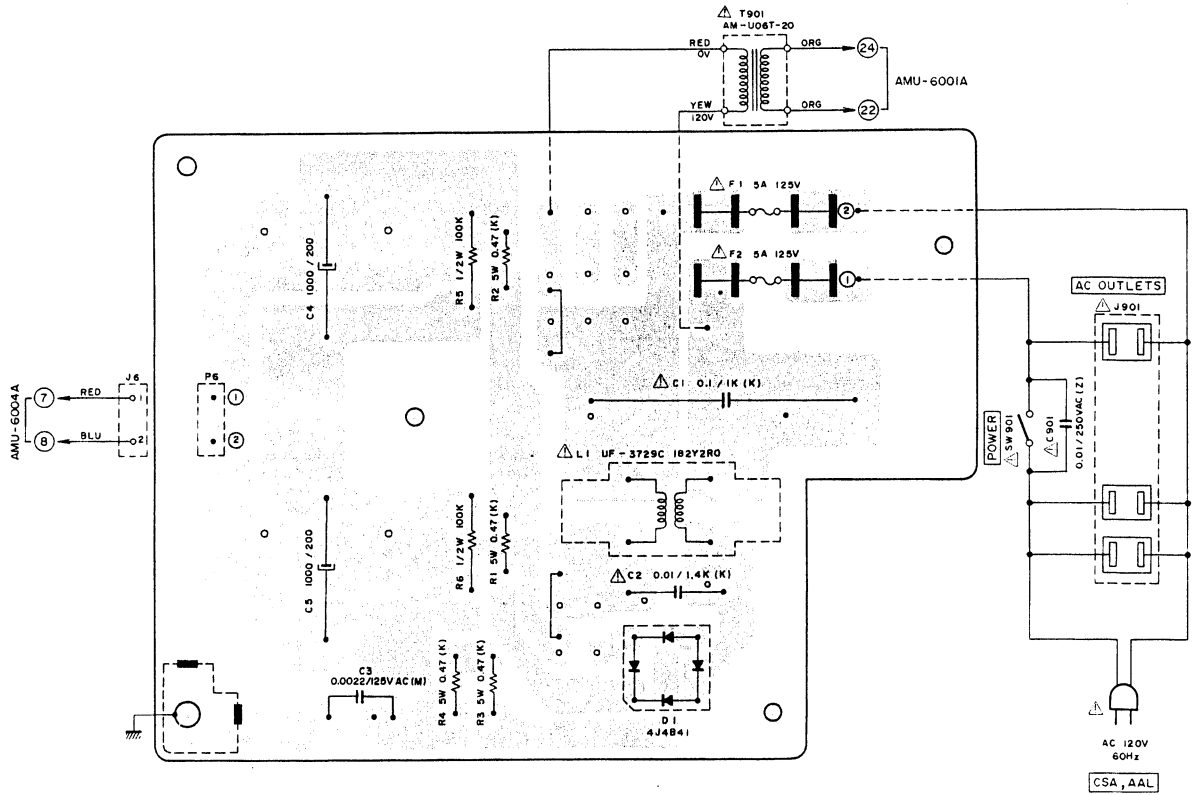 T901
AM-U06T-20
RED
0V
ORG
24
AMU-6001A
YEW
120V
ORG
22
F1 5A 125V
2
F2 5A 125V
1
AC OUTLETS
J901
C4 1000/200
R5 1/2W 100K
R2 5W 0.47(K)
AMU-6004A
7
RED
J6
1
P6
1
8
BLU
2
2
C1 0.1/1K(K)
POWER
SW901
C901
0.01/250VAC(Z)
L1 UF-3729C 182Y2R0
C5 1000/200
R6 1/2W 100K
R1 5W 0.47(K)
C2 0.01/1.4K(K)
C3
0.0022/125VAC(M)
R4 5W 0.47(K)
R3 5W 0.47(K)
D1
4J4B41
AC 120V
60Hz
CSA, AAL